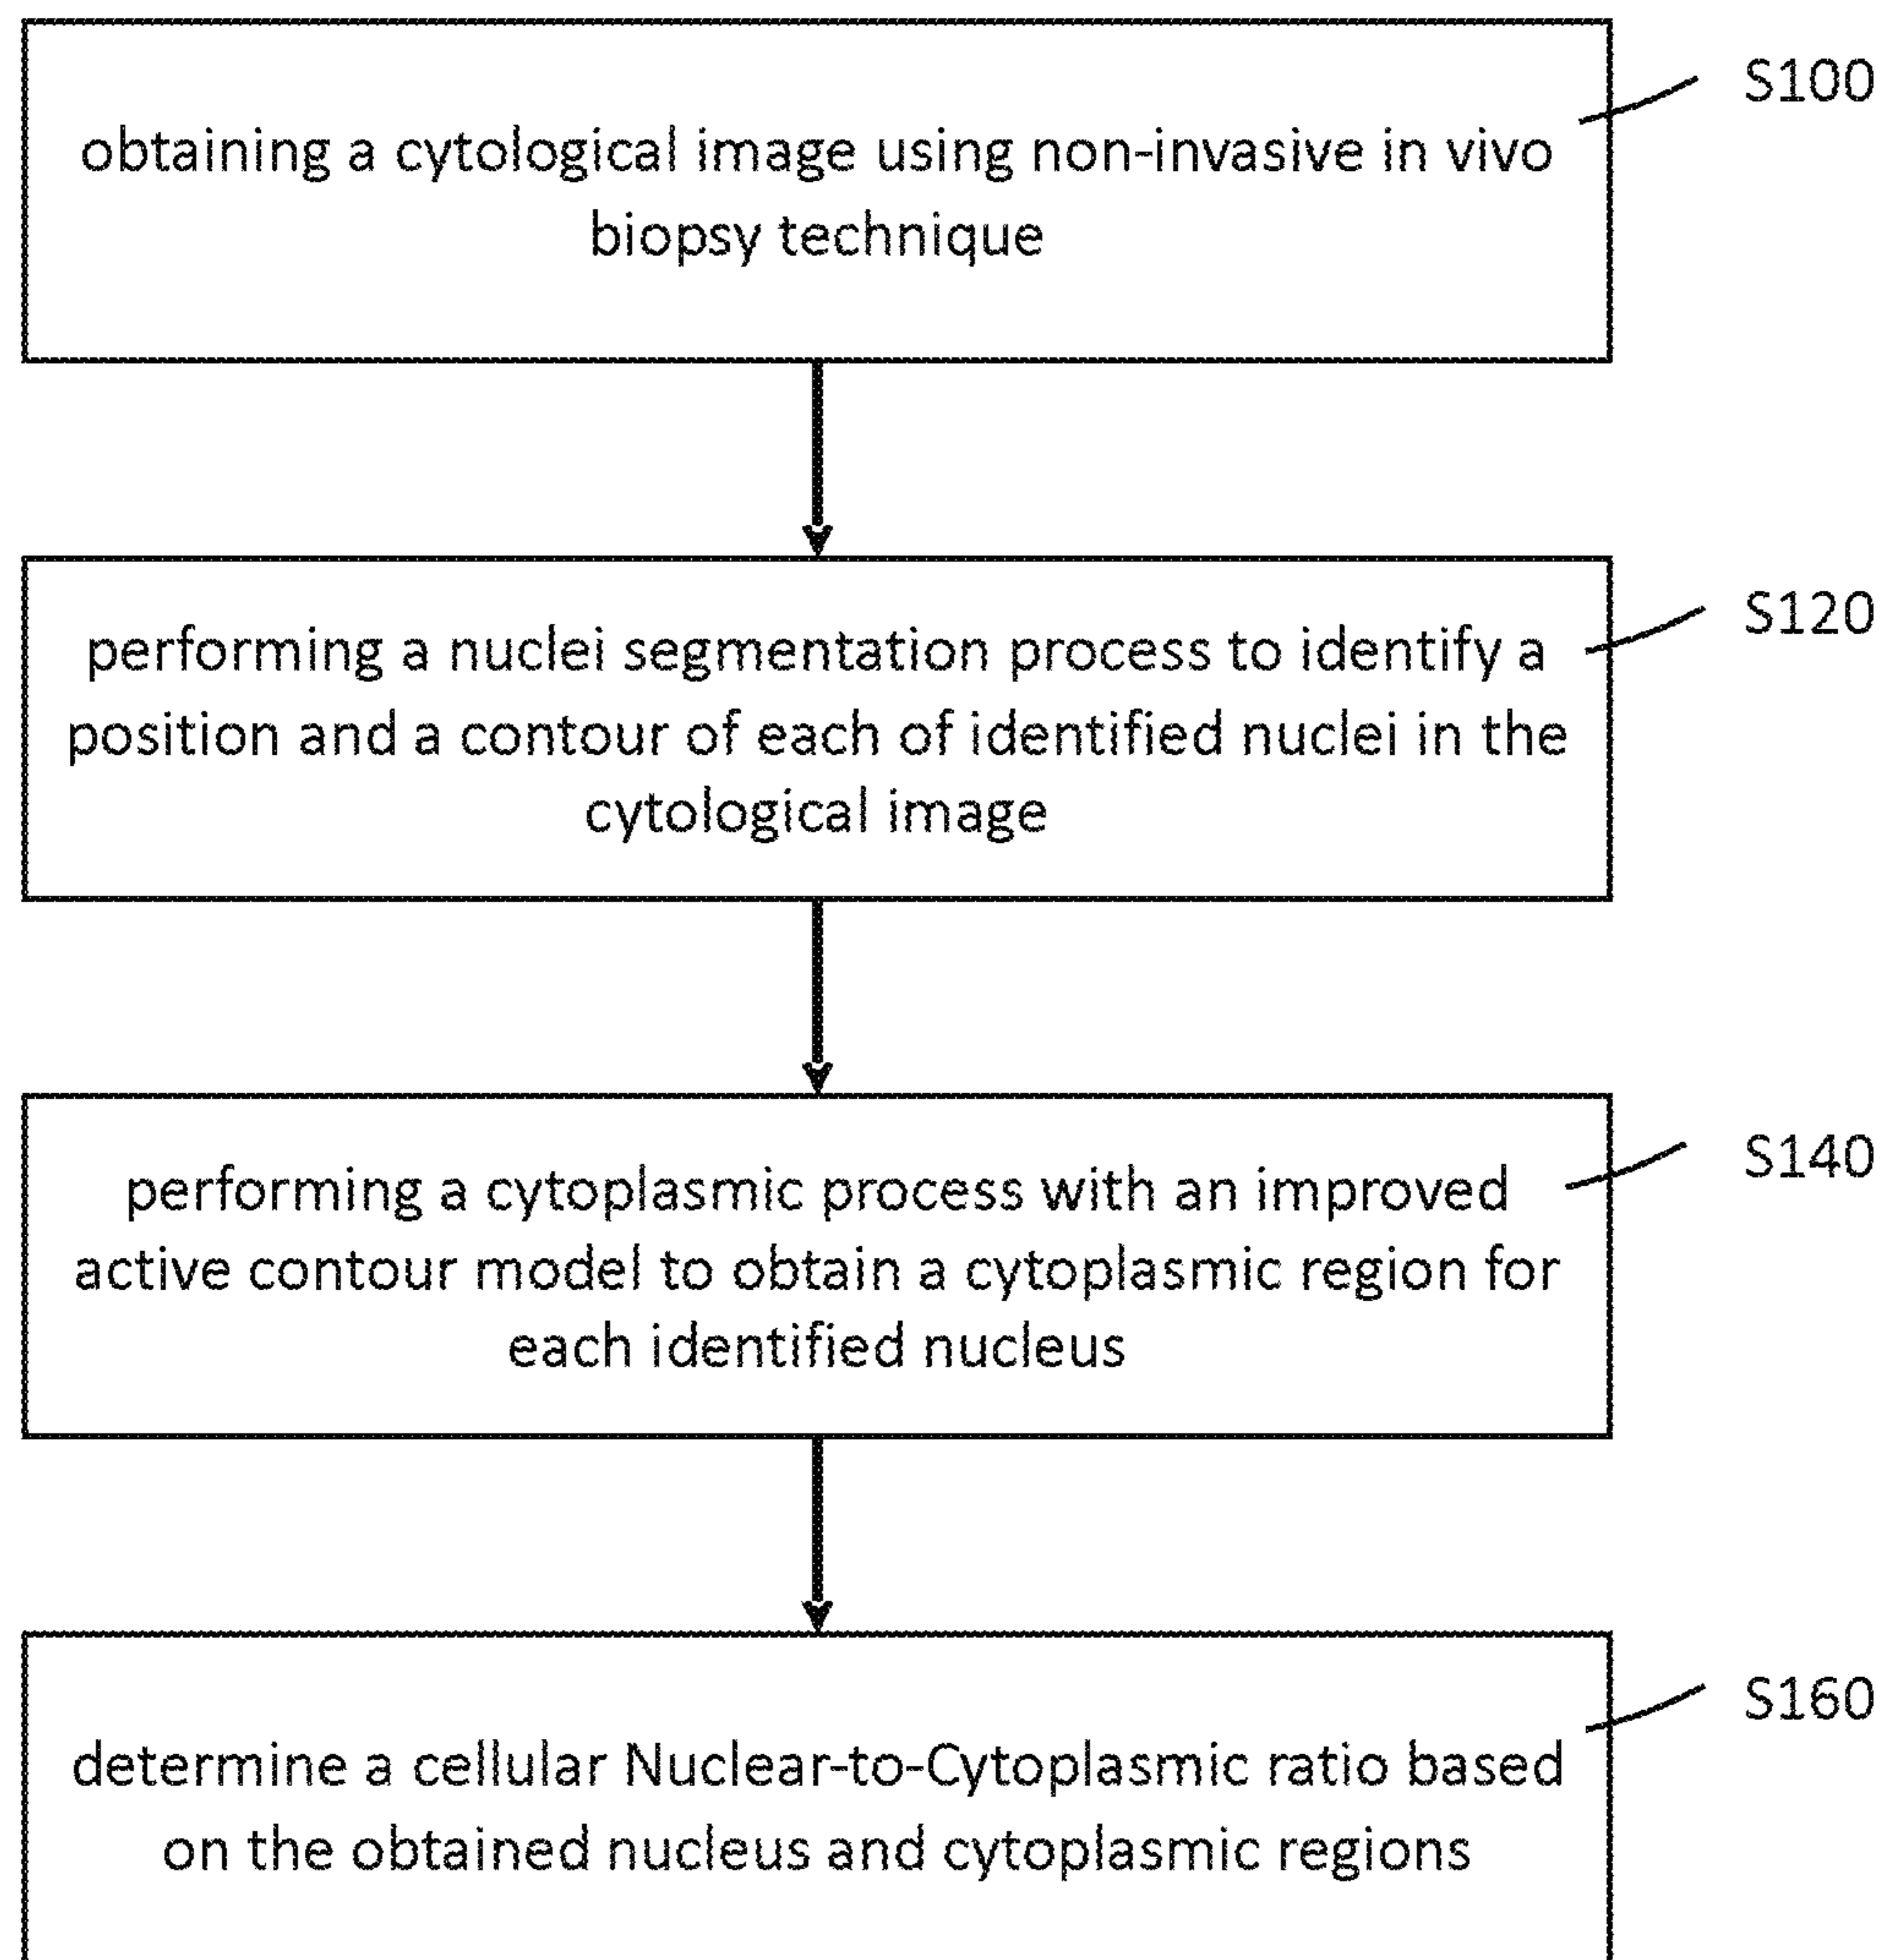 S100
obtaining a cytological image using non-invasive in vivo
biopsy technique
S120
performing a nuclei segmentation process to identify a
position and a contour of each of identified nuclei in the
cytological image
S140
performing a cytoplasmic process with an improved
active contour model to obtain a cytoplasmic region for
each identified nucleus
S160
determine a cellular Nuclear-to-Cytoplasmic ratio based
on the obtained nucleus and cytoplasmic regions